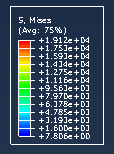 S, Mises
(Avg: 75%)
+1.912e+04
+1.753e+04
+1.593e+04
+1.434e+04
+1.275e+04
+1.116e+04
+9.563e+03
+7.970e+03
+6.378e+03
+4.785e+03
+3.193e+03
+1.600e+03
+7.806e+00